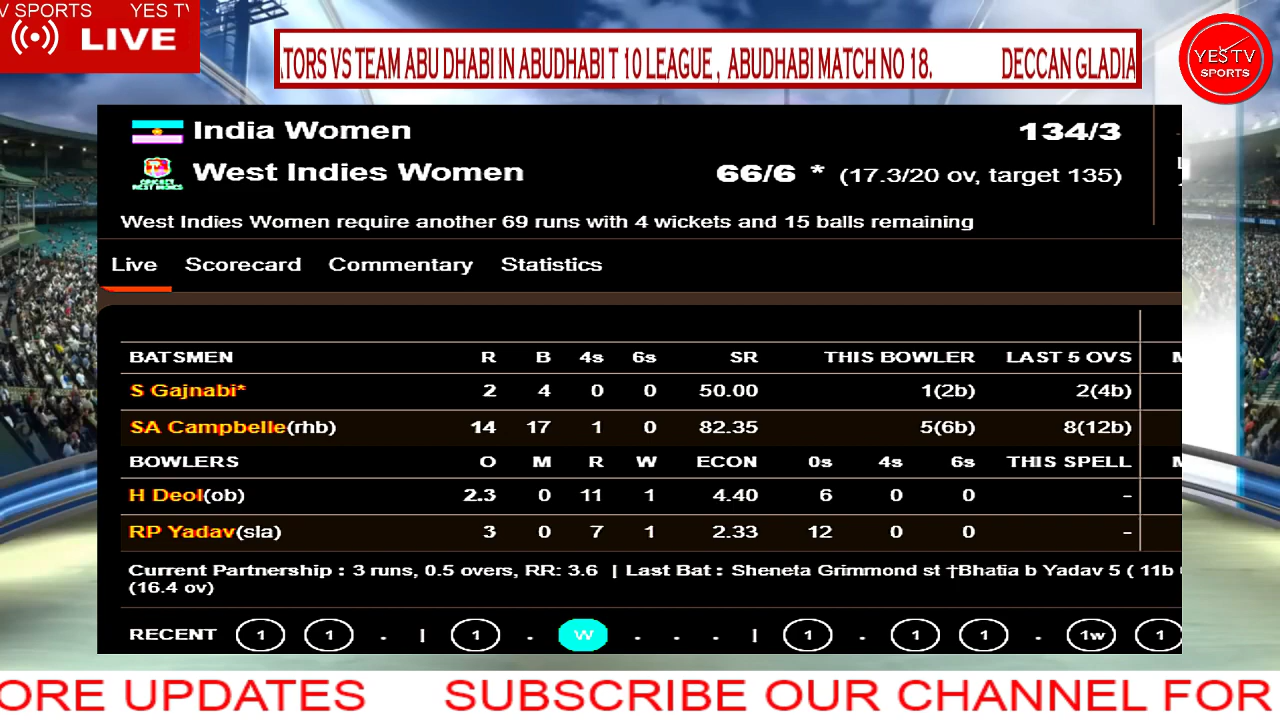 V SPORTS YES TV
LIVE
TORS VS TEAM ABU DHABI IN ABUDHABI T 10 LEAGUE , ABUDHABI MATCH NO 18. DECCAN GLADIA
YES TV
SPORTS
India Women 134/3
West Indies Women 66/6 * (17.3/20 ov, target 135)
West Indies Women require another 69 runs with 4 wickets and 15 balls remaining
Live Scorecard Commentary Statistics
BATSMEN R B 4s 6s SR THIS BOWLER LAST 5 OVS
S Gajnabi* 2 4 0 0 50.00 1(2b) 2(4b)
SA Campbelle(rhb) 14 17 1 0 82.35 5(6b) 8(12b)
BOWLERS O M R W ECON 0s 4s 6s THIS SPELL
H Deol(ob) 2.3 0 11 1 4.40 6 0 0 -
RP Yadav(sla) 3 0 7 1 2.33 12 0 0 -
Current Partnership : 3 runs, 0.5 overs, RR: 3.6 | Last Bat : Sheneta Grimmond st †Bhatia b Yadav 5 ( 11b
(16.4 ov)
RECENT 1 1 . | 1 . W . . . | 1 . 1 1 . 1w 1
ORE UPDATES SUBSCRIBE OUR CHANNEL FOR